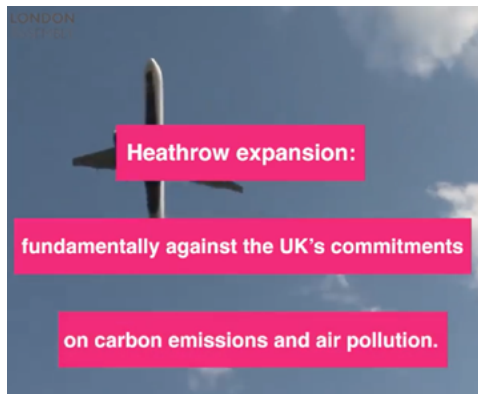 LONDON
Heathrow expansion:
fundamentally against the UK's commitments
on carbon emissions and air pollution.